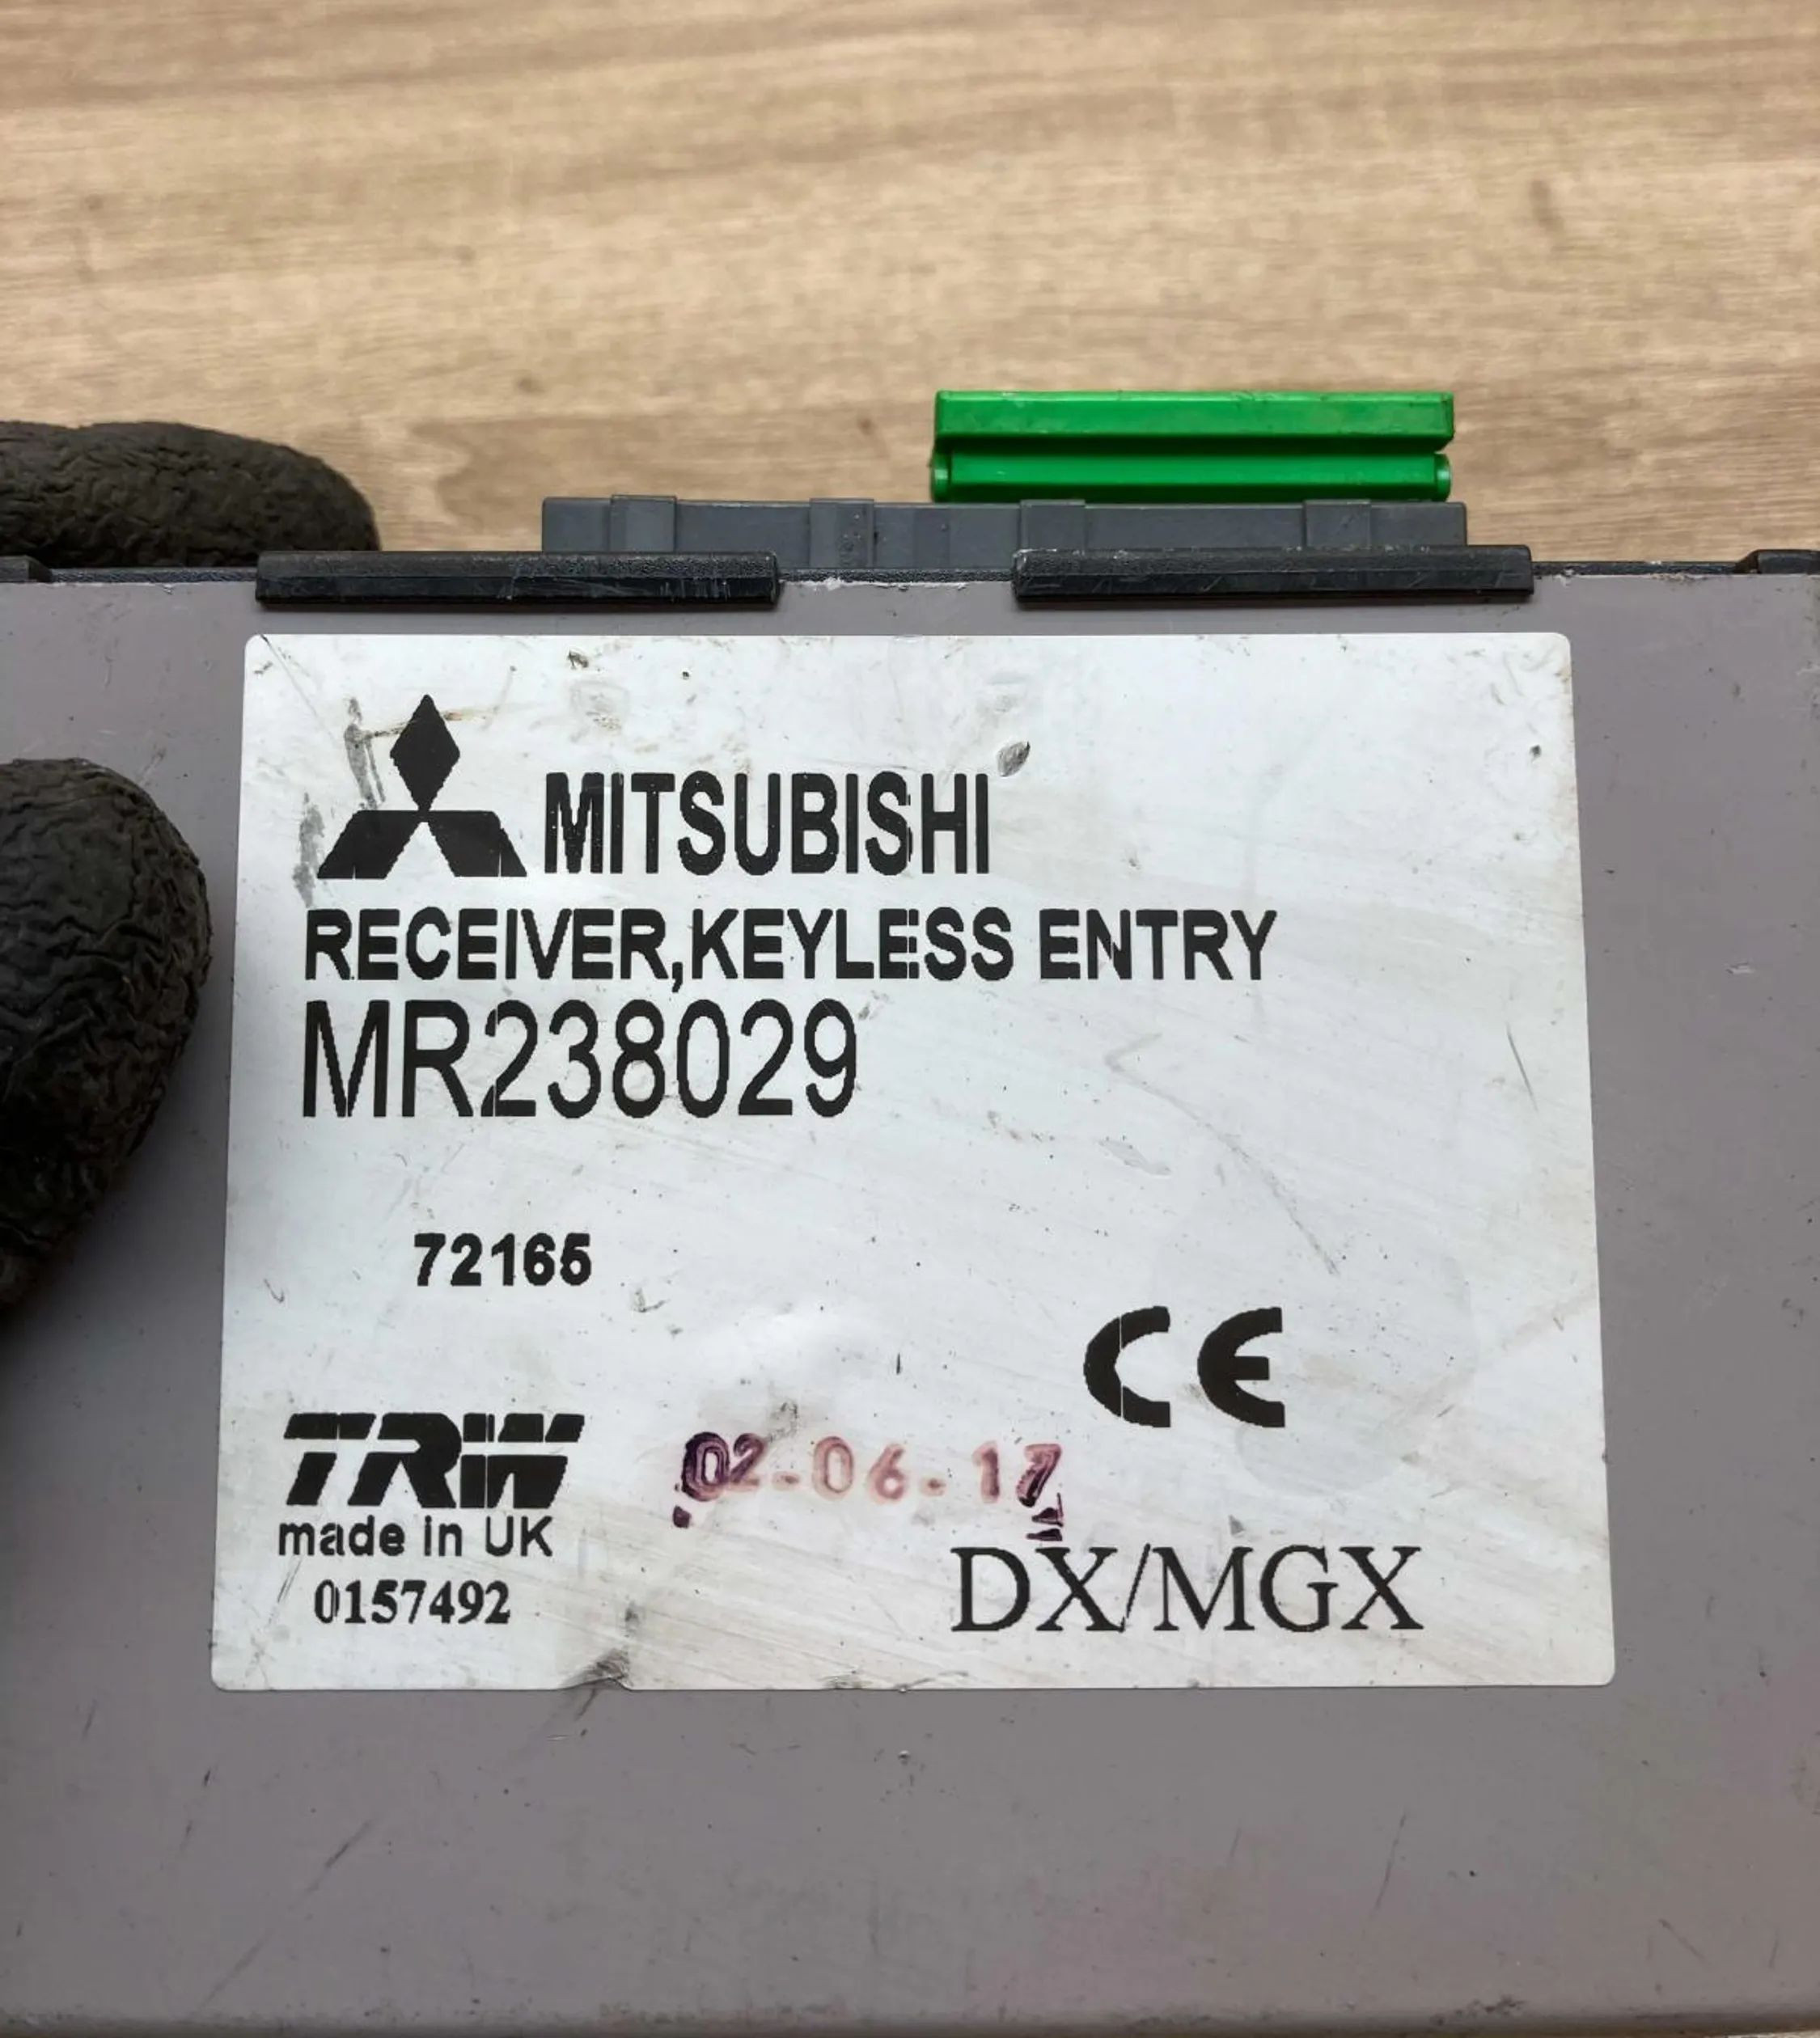 MITSUBISHI
RECEIVER,KEYLESS ENTRY
MR238029
72165
CE
TRW
02-06-17
made in UK
DX/MGX
0157492